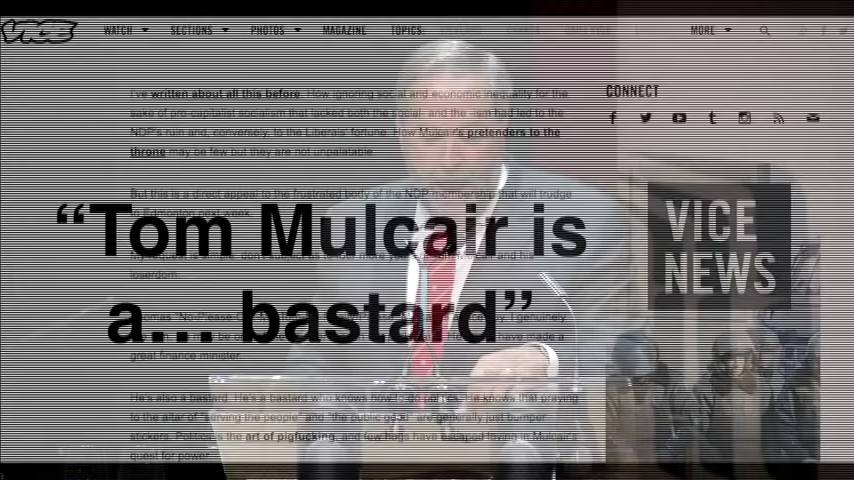 VICE
WATCH SECTIONS PHOTOS MAGAZINE TOPICS: MORE
I've written about all this before. How ignoring social and economic inequality for the
sake of pro-capitalist socialism that lacked both the social- and the -ism had led to the
NDP's ruin and, conversely, to the Liberals' fortune. How Mulcair's pretenders to the
throne may be few but they are not unpalatable.
CONNECT
But this is a direct appeal to the frustrated body of the NDP membership that will trudge
to Edmonton next week.
“Tom Mulcair is
a... bastard”
VICE
NEWS
loserdom.
great finance minister.
He's also a bastard. He's a bastard who knows how to do politics. He knows that praying
to the altar of "serving the people" and "the public good" are generally just bumper
stickers. Politics is the art of pigfucking, and few hogs have escaped loving in Mulcair's
quest for power.